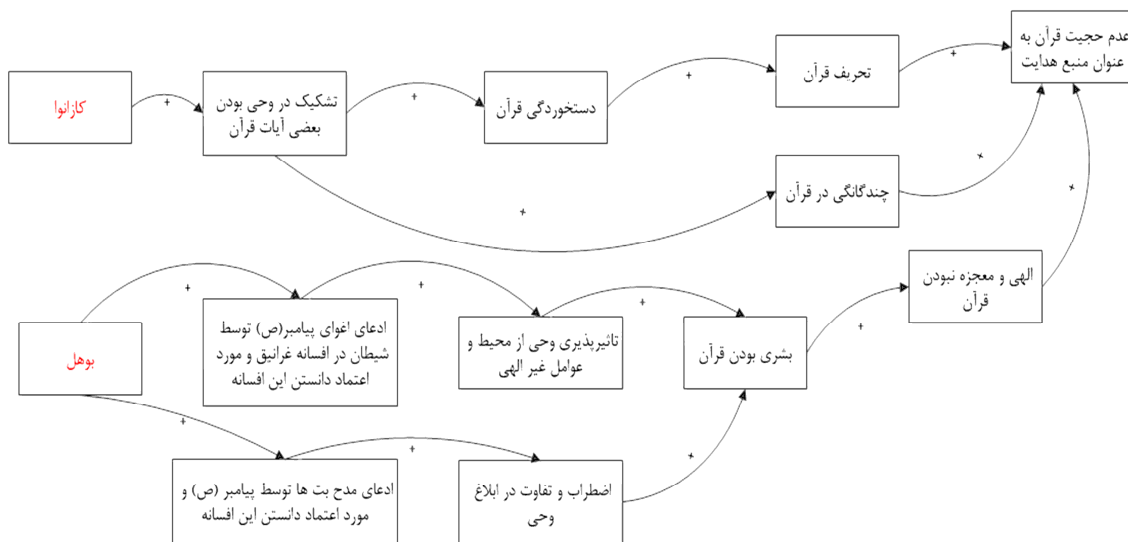 عدم حجیت قرآن به
عنوان منبع هدایت
تحریف قرآن
کازانوا
تشکیک در وحی بودن
بعضی آیات قرآن
دستخوردگی قرآن
چندگانگی در قرآن
الهی و معجزه نبودن
قرآن
بوهل
ادعای اغوای پیامبر(ص) توسط
شیطان در افسانه غرانیق و مورد
اعتماد دانستن این افسانه
تاثیرپذیری وحی از محیط و
عوامل غیر الهی
بشری بودن قرآن
ادعای مدح بت ها توسط پیامبر (ص) و
مورد اعتماد دانستن این افسانه
اضطراب و تفاوت در ابلاغ
وحی